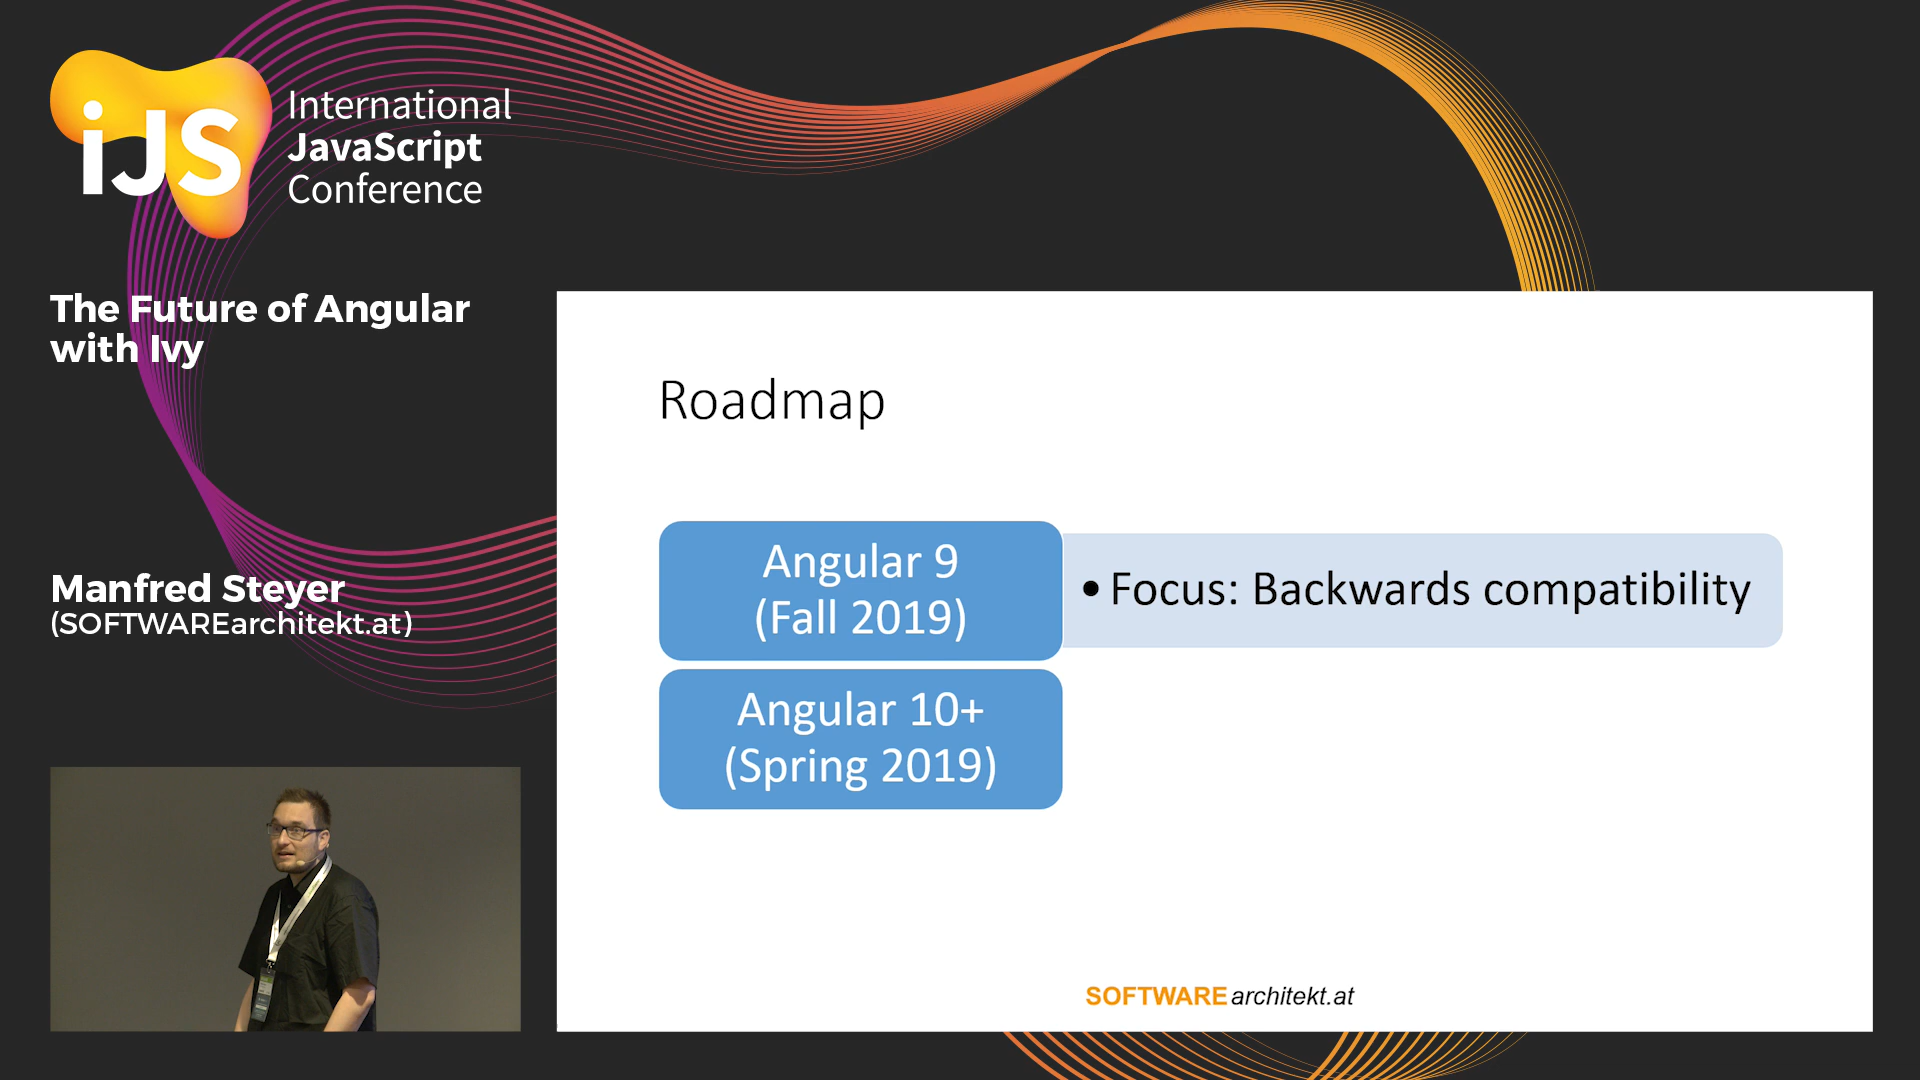 iJS
International
JavaScript
Conference
The Future of Angular
with Ivy
Manfred Steyer
(SOFTWAREarchitekt.at)
Roadmap
Angular 9
(Fall 2019)
• Focus: Backwards compatibility
Angular 10+
(Spring 2019)
SOFTWAREarchitekt.at